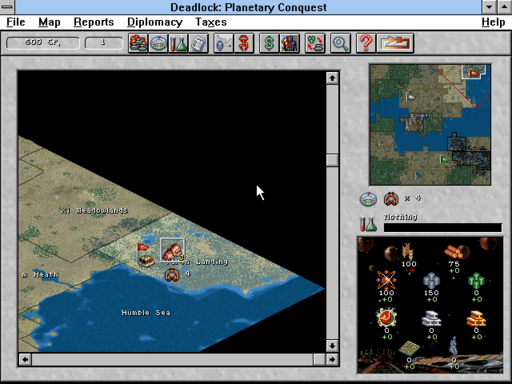 Deadlock: Planetary Conquest
File Map Reports Diplomacy Taxes Help
600 Cr, 1
x 4
Nothing
100 75
-4 +0
Meadowlands
100 150 0
+0 +0 +0
Landing
4
Heath
0 0 0
+0 +0 +0
Humble Sea
0 0
+0 +0